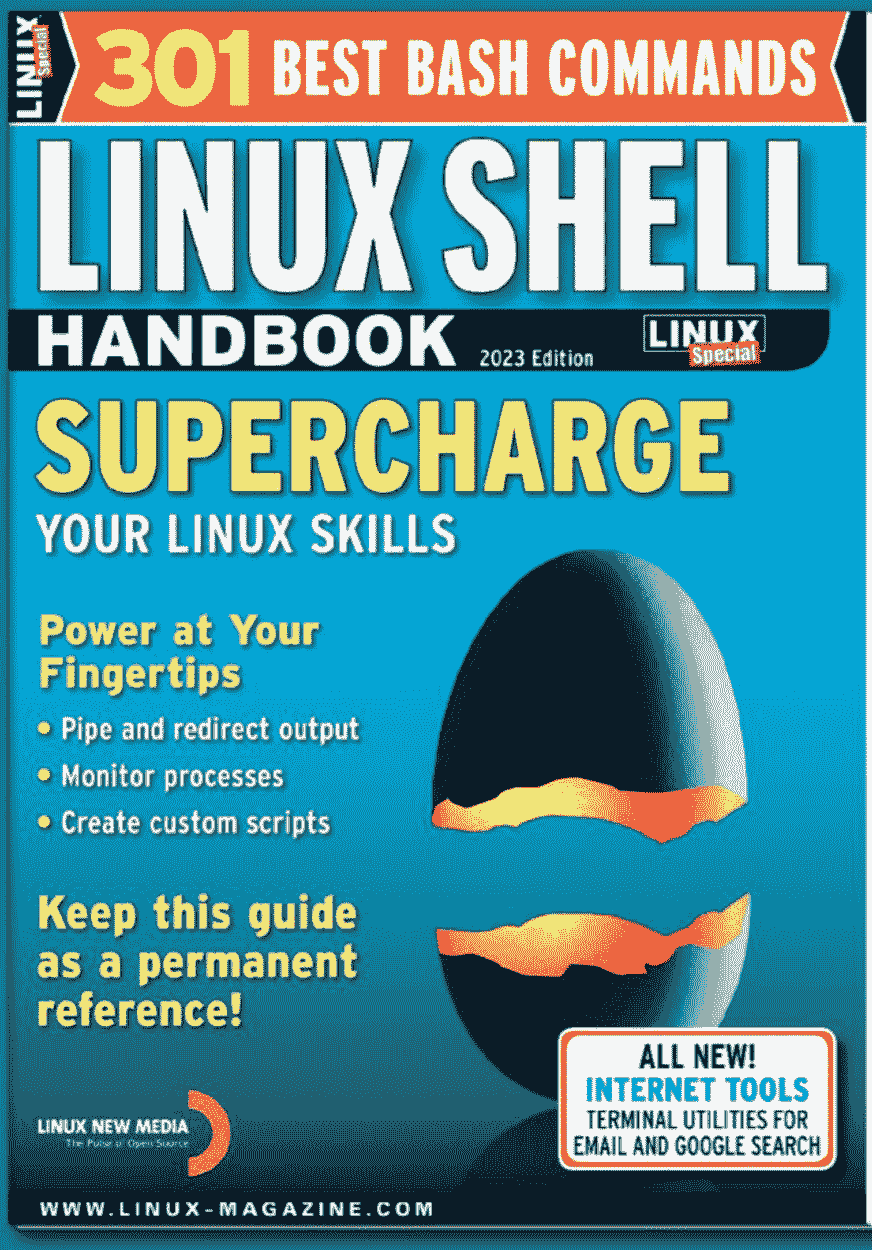 LINUX
Special
301 BEST BASH COMMANDS
LINUX SHELL
HANDBOOK 2023 Edition
LINUX
Special
SUPERCHARGE
YOUR LINUX SKILLS
Power at Your
Fingertips
• Pipe and redirect output
• Monitor processes
• Create custom scripts
Keep this guide
as a permanent
reference!
ALL NEW!
INTERNET TOOLS
TERMINAL UTILITIES FOR
EMAIL AND GOOGLE SEARCH
LINUX NEW MEDIA
The Pulse of Open Source
WWW.LINUX-MAGAZINE.COM